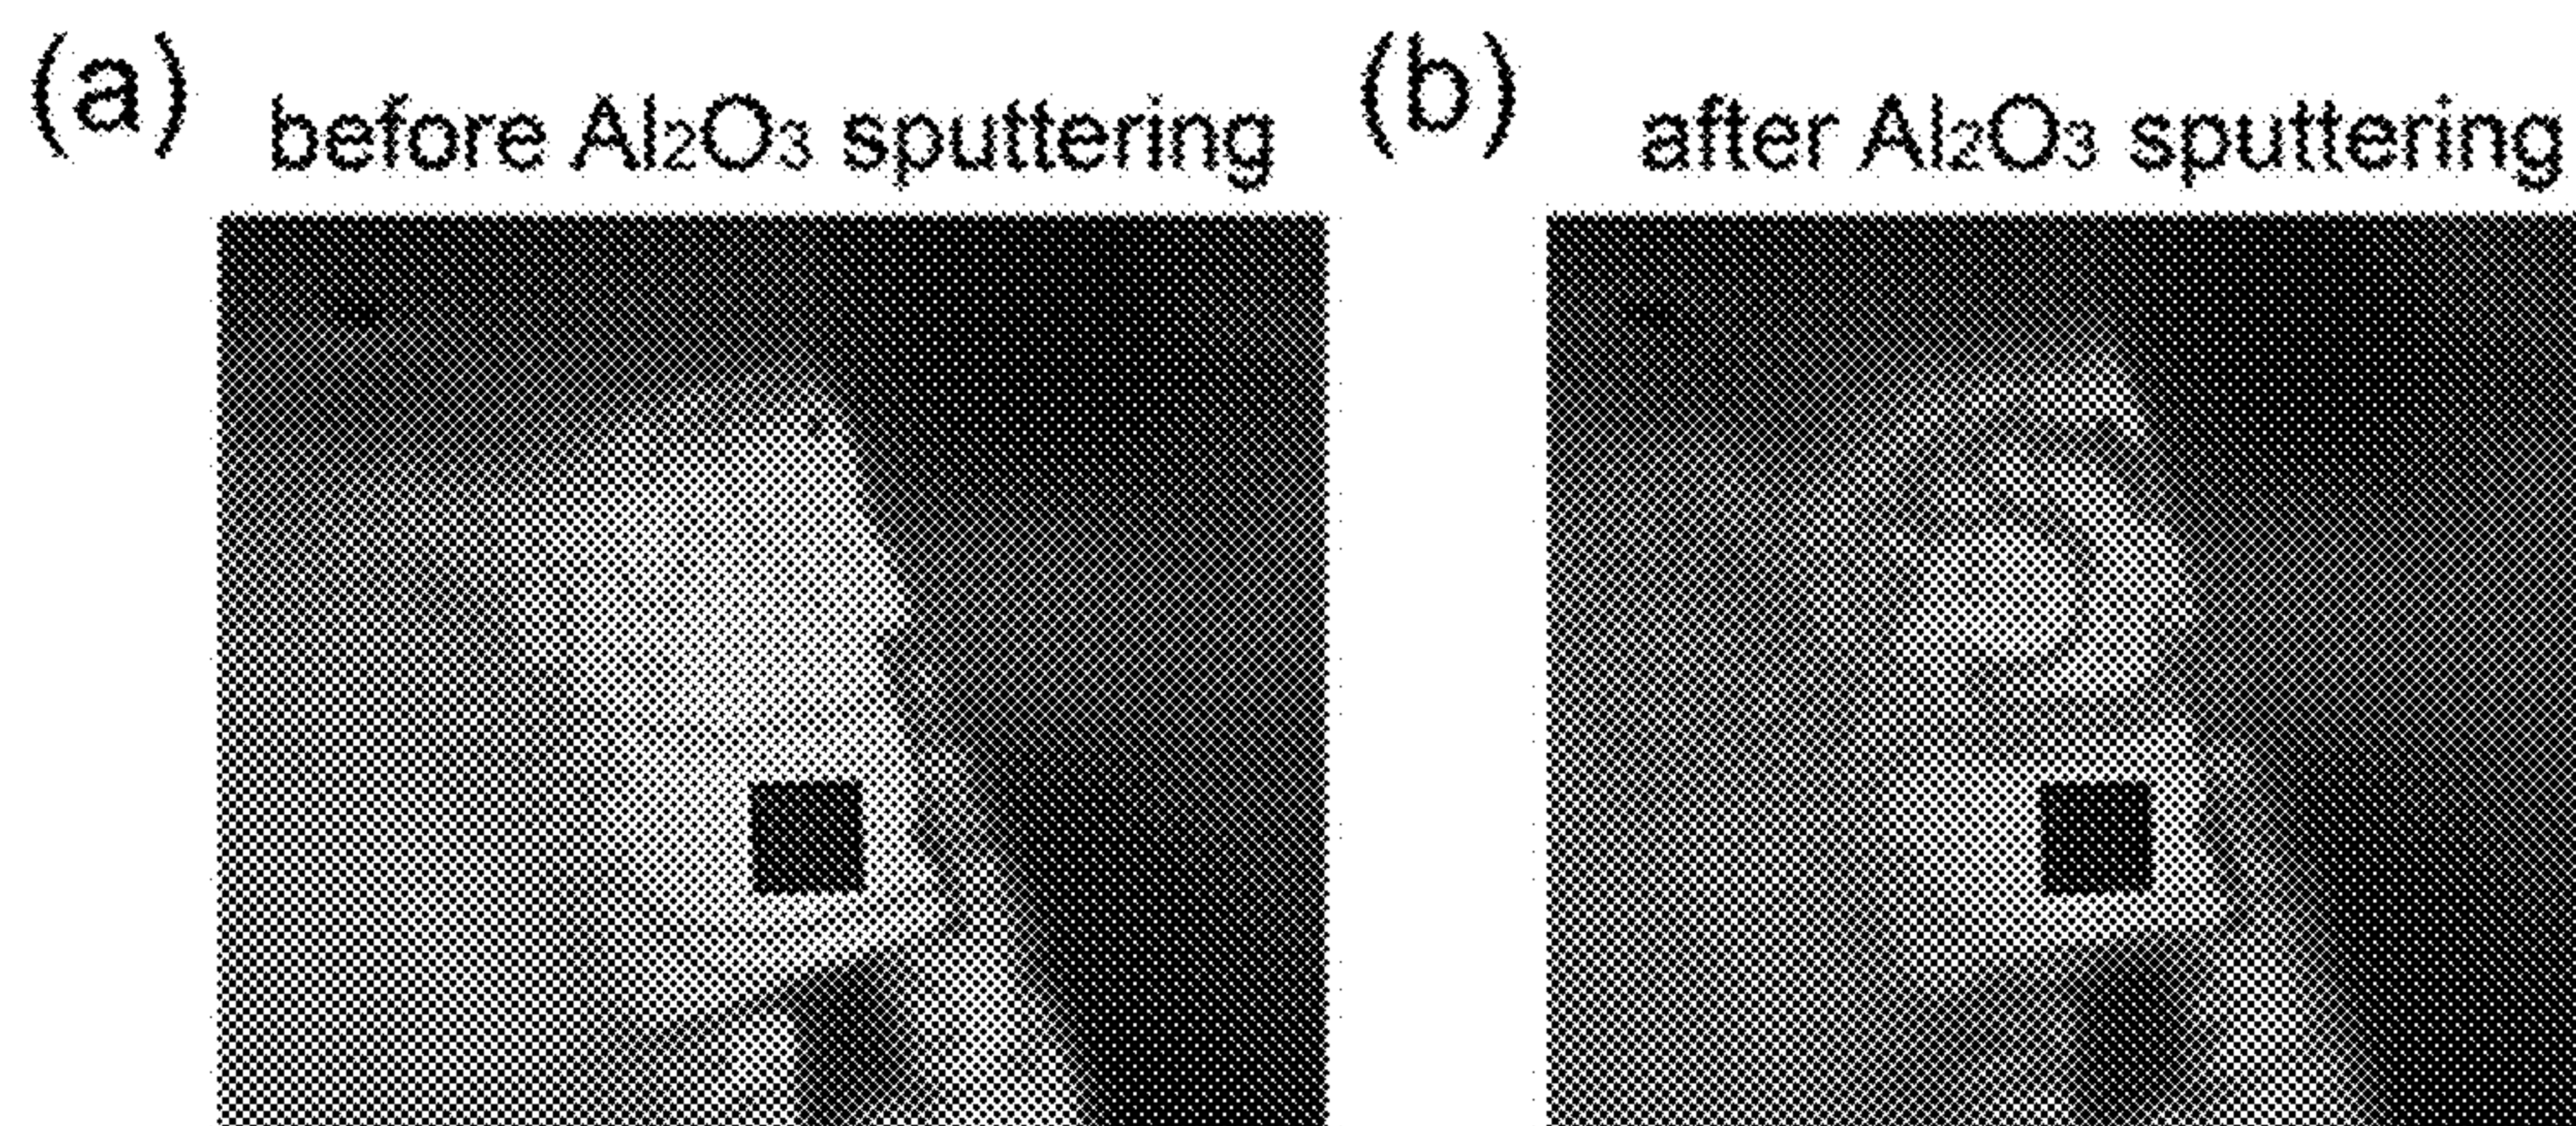 (a) before Al₂O₃ sputtering
(b) after Al₂O₃ sputtering